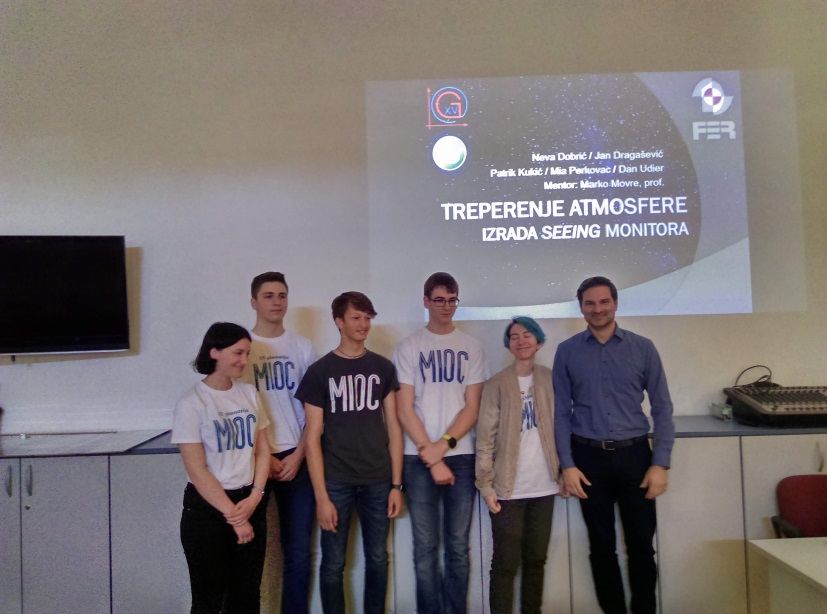 G
XV
FER
Neva Dobrić / Jan Dragašević
Patrik Kukić / Mia Perkovac / Dan Udier
Mentor: Marko Movre, prof.
TREPERENJE ATMOSFERE
IZRADA SEEING MONITORA
MIOC
MIOC
MIOC
MIOC
MIOC